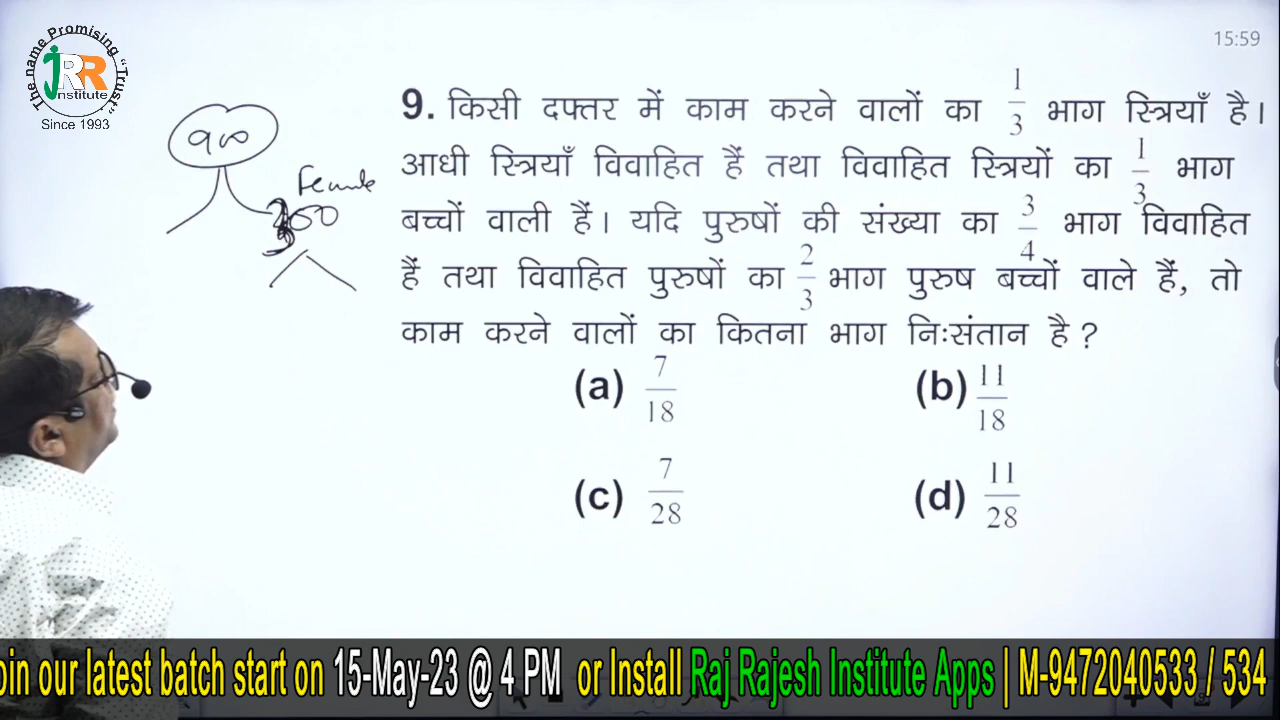 The name Promising "Trust"
JRR
Institute
Since 1993
15:59
900
Female
300
9. किसी दफ्तर में काम करने वालों का 1/3 भाग स्त्रियाँ है।
आधी स्त्रियाँ विवाहित हैं तथा विवाहित स्त्रियों का 1/3 भाग
बच्चों वाली हैं। यदि पुरुषों की संख्या का 3/4 भाग विवाहित
हैं तथा विवाहित पुरुषों का 2/3 भाग पुरुष बच्चों वाले हैं, तो
काम करने वालों का कितना भाग निःसंतान है ?
(a) 7/18 (b) 11/18
(c) 7/28 (d) 11/28
oin our latest batch start on 15-May-23 @ 4 PM or Install Raj Rajesh Institute Apps | M-9472040533 / 534